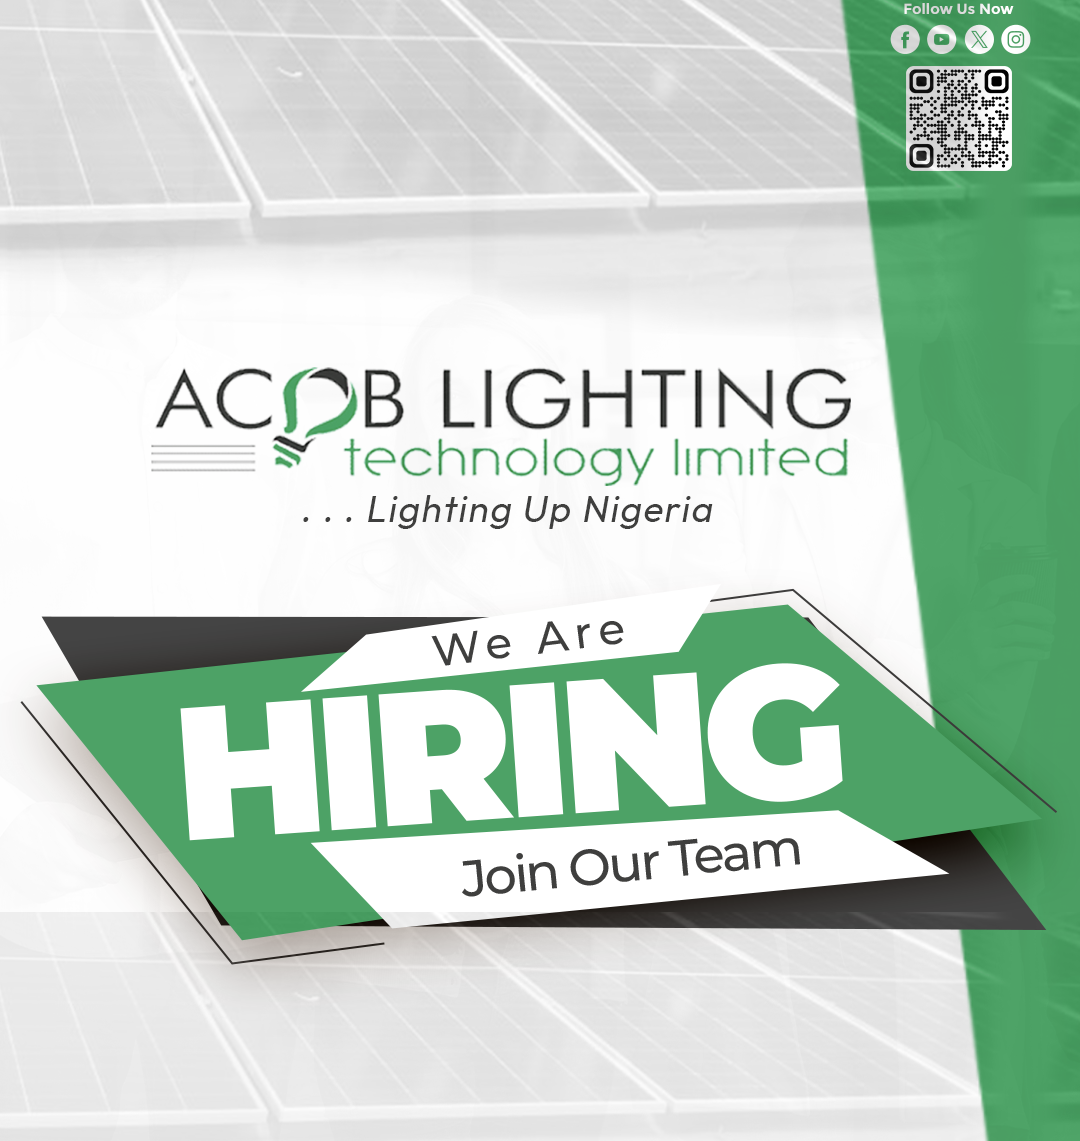 Follow Us Now
ACOB LIGHTING
technology limited
. . . Lighting Up Nigeria
We Are
HIRING
Join Our Team